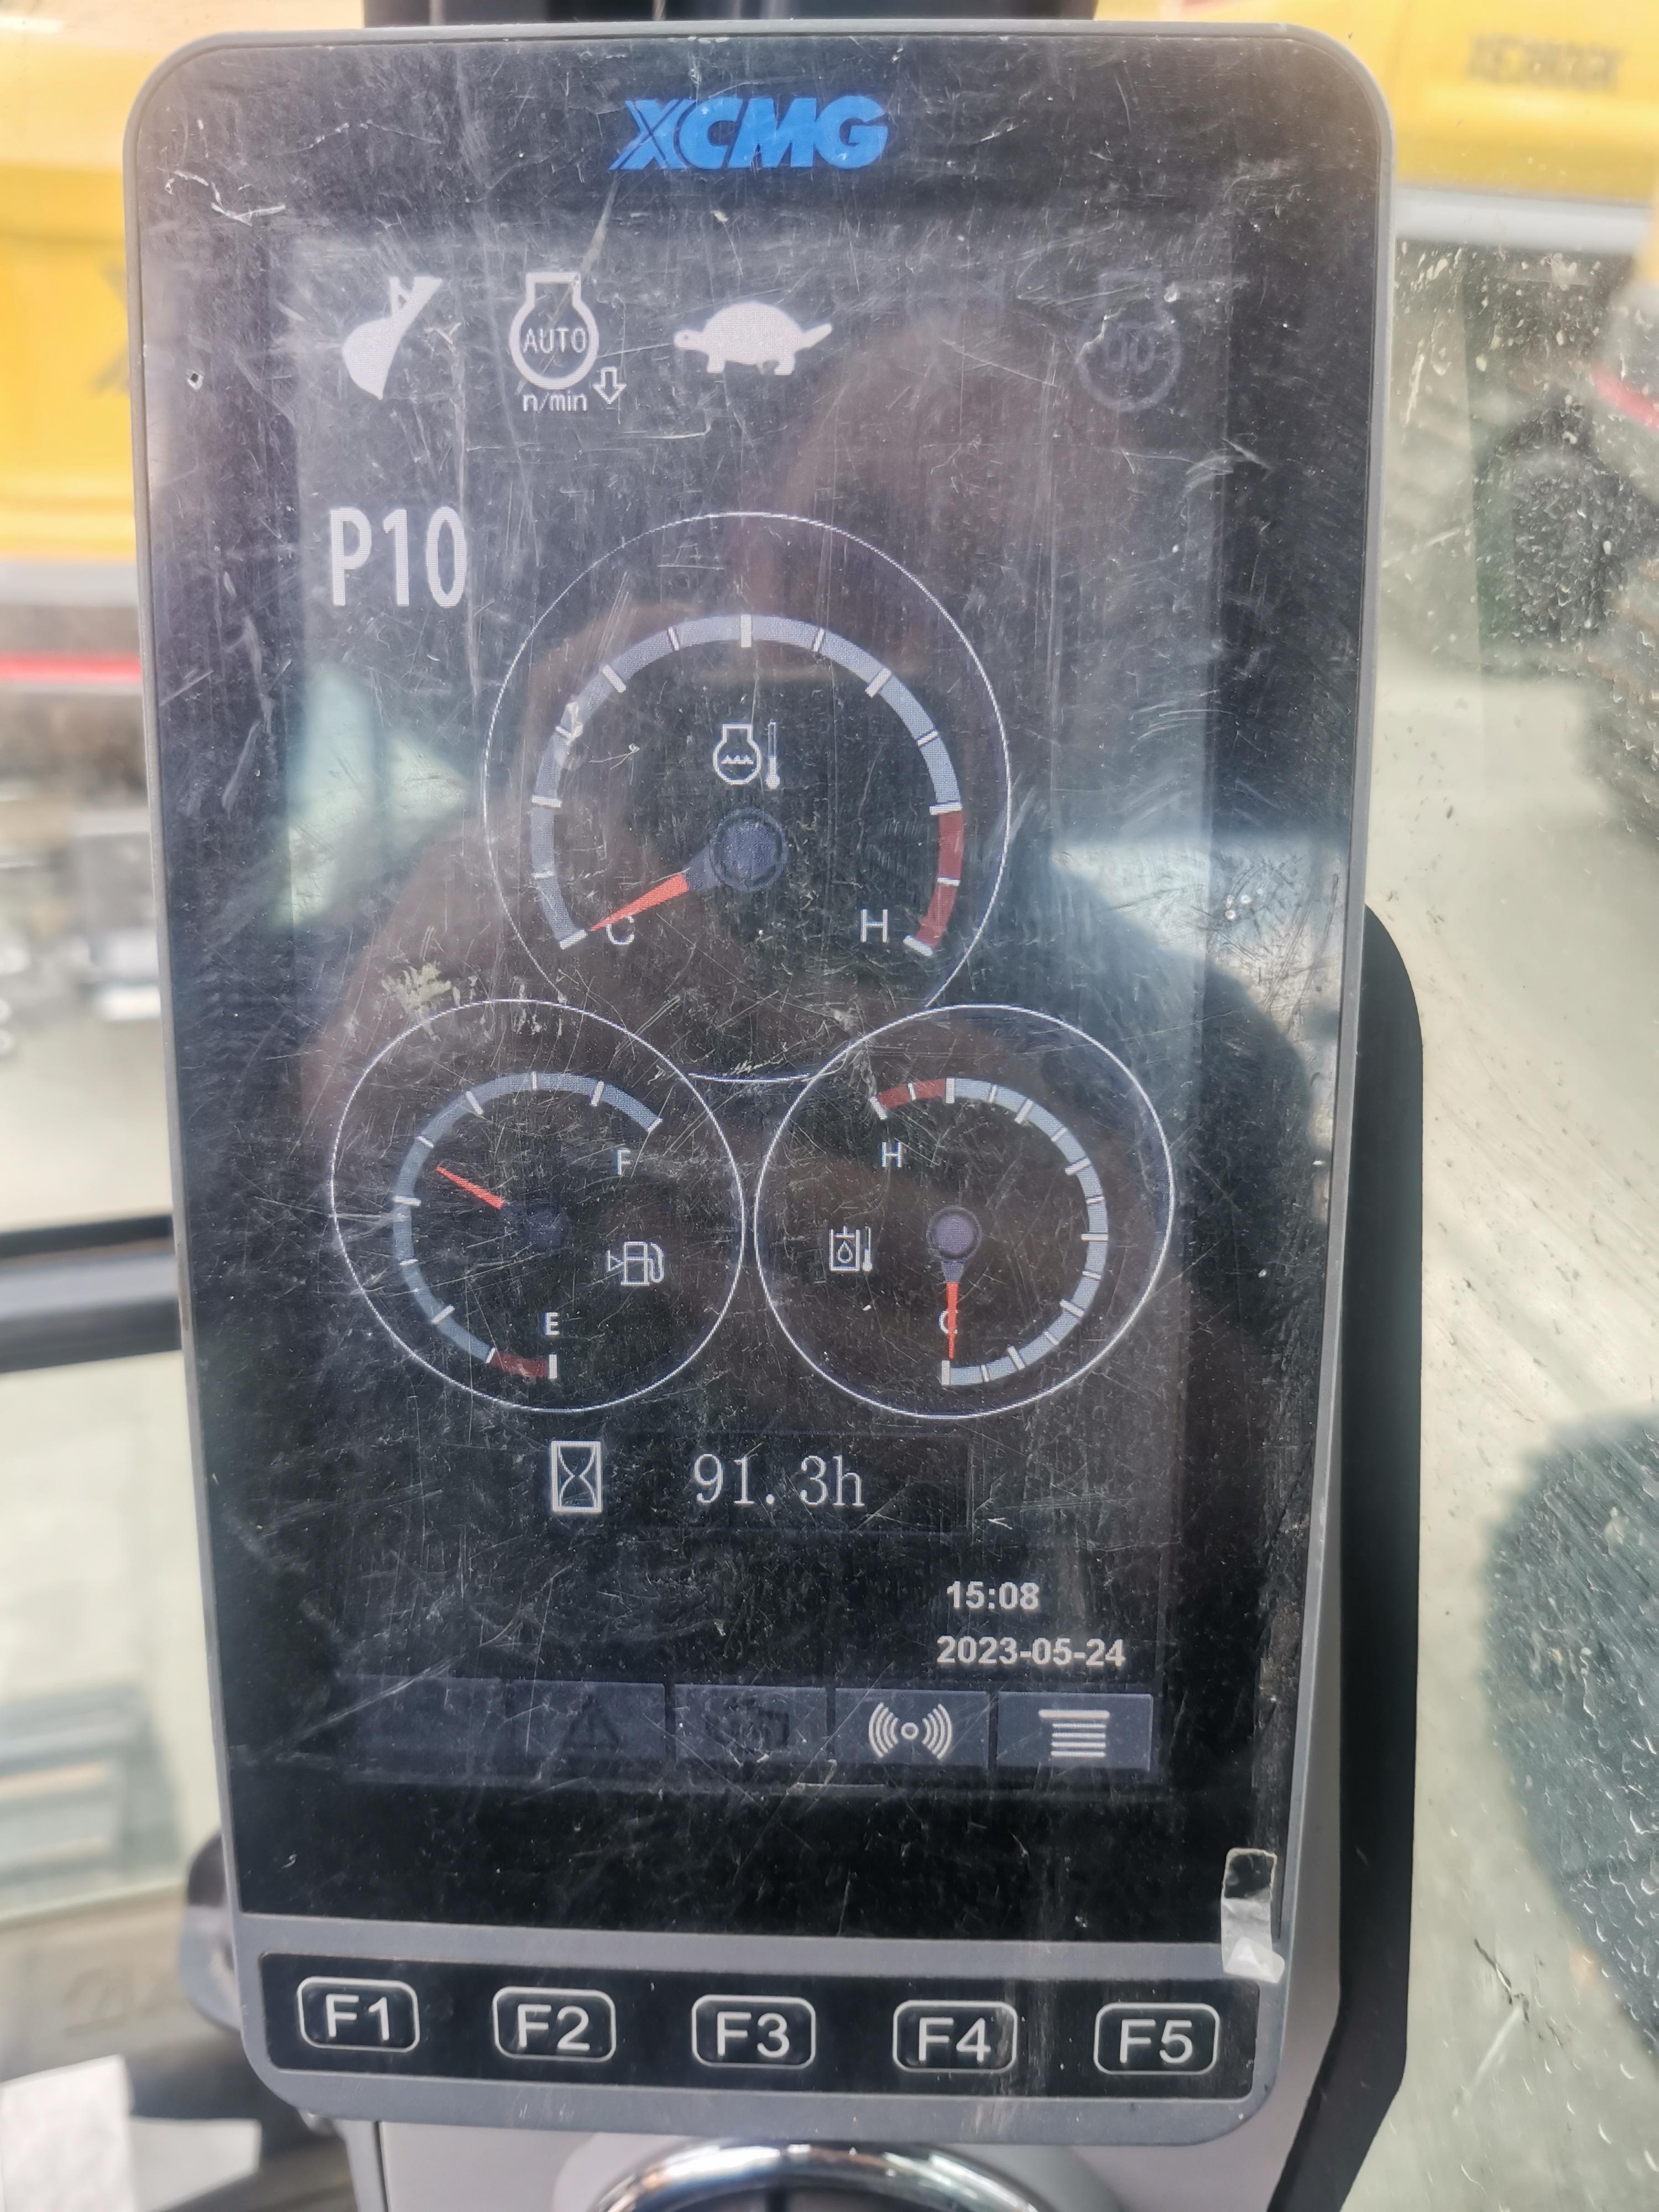 XCMG
AUTO
n/min
P10
C
H
F
H
E
C
91.3h
15:08
2023-05-24
F1 F2 F3 F4 F5